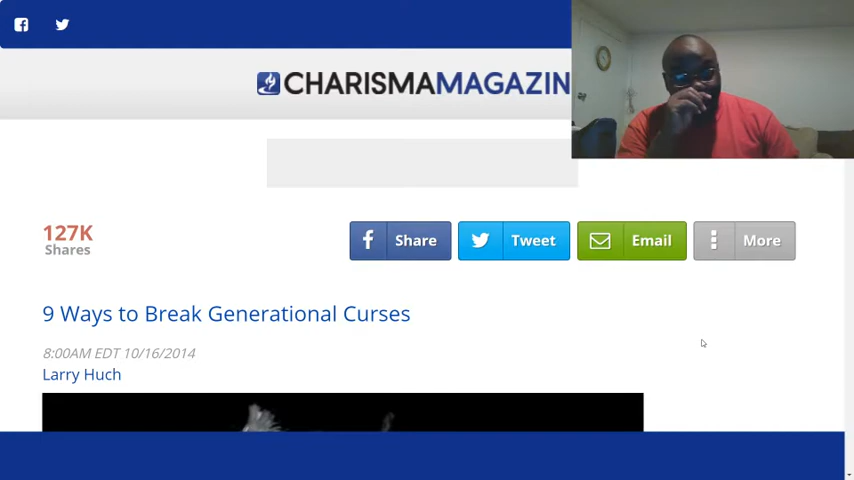 CHARISMAMAGAZIN
127K
Shares
Share
Tweet
Email
More
9 Ways to Break Generational Curses
8:00AM EDT 10/16/2014
Larry Huch